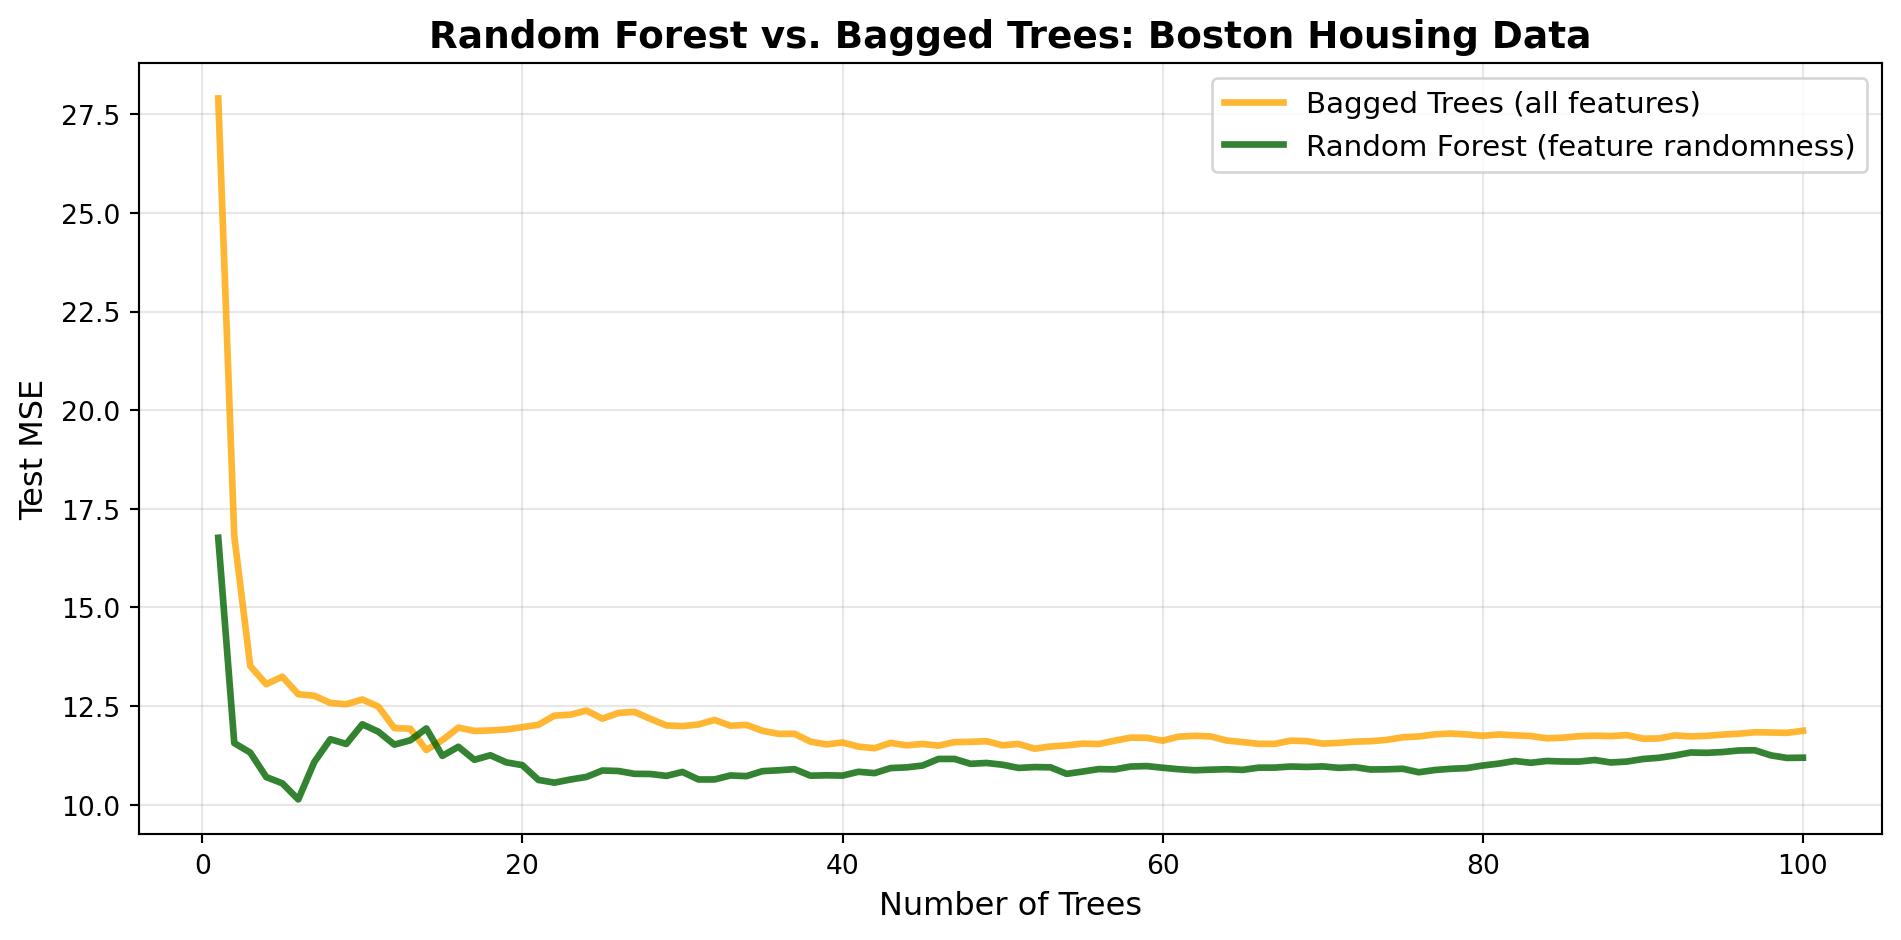 Random Forest vs. Bagged Trees: Boston Housing Data
Bagged Trees (all features)
Random Forest (feature randomness)
Test MSE
27.5
25.0
22.5
20.0
17.5
15.0
12.5
10.0
0 20 40 60 80 100
Number of Trees